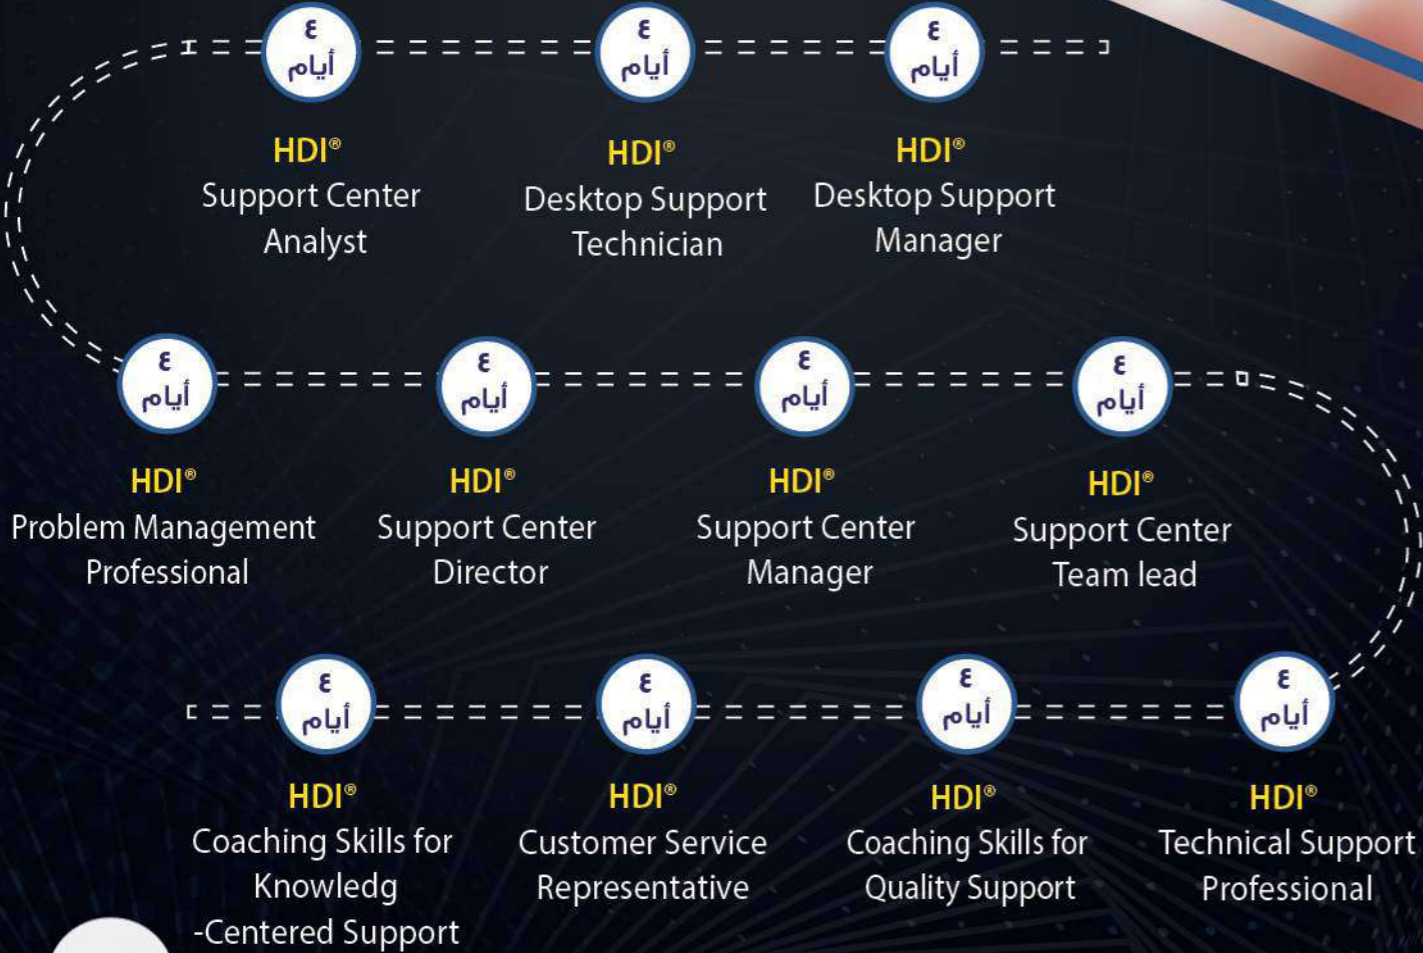 ٤
أيام
HDI®
Desktop Support
Manager
٤
أيام
HDI®
Desktop Support
Technician
٤
أيام
HDI®
Support Center
Analyst
٤
أيام
HDI®
Problem Management
Professional
٤
أيام
HDI®
Support Center
Director
٤
أيام
HDI®
Support Center
Manager
٤
أيام
HDI®
Support Center
Team lead
٤
أيام
HDI®
Technical Support
Professional
٤
أيام
HDI®
Coaching Skills for
Quality Support
٤
أيام
HDI®
Customer Service
Representative
٤
أيام
HDI®
Coaching Skills for
Knowledg
-Centered Support